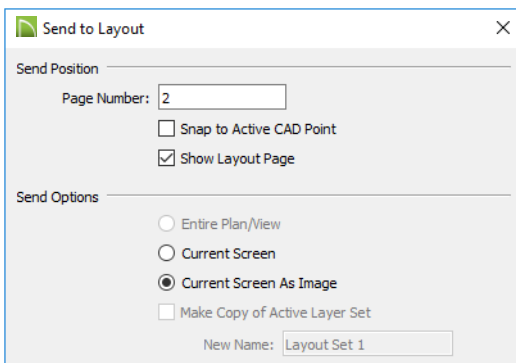 Send to Layout
Send Position
Page Number: 2
Snap to Active CAD Point
Show Layout Page
Send Options
Entire Plan/View
Current Screen
Current Screen As Image
Make Copy of Active Layer Set
New Name: Layout Set 1